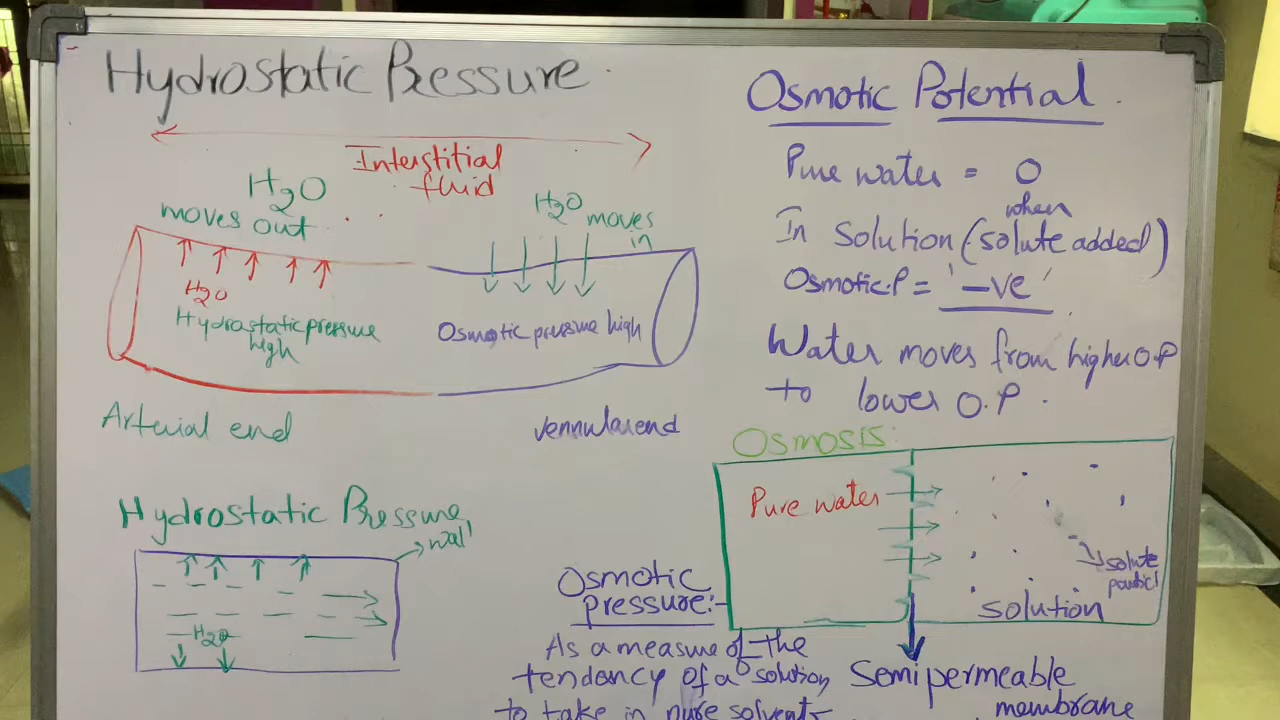 Hydrostatic Pressure
Interstitial
fluid
H2O
moves out
H2O moves
in
H2O
Hydrostatic pressure
high
Osmotic pressure high
Arterial end
Vennular end
Hydrostatic Pressure
wall
H2O
Osmotic Potential
Pure water = 0
when
In Solution (solute added)
Osmotic.P = '-ve'
Water moves from higher O.P
to lower O.P.
Osmosis:
Pure water
solute
particl
solution
Semipermeable
membrane
Osmotic
pressure:-
As a measure of the
tendancy of a solution
to take in pure solvent